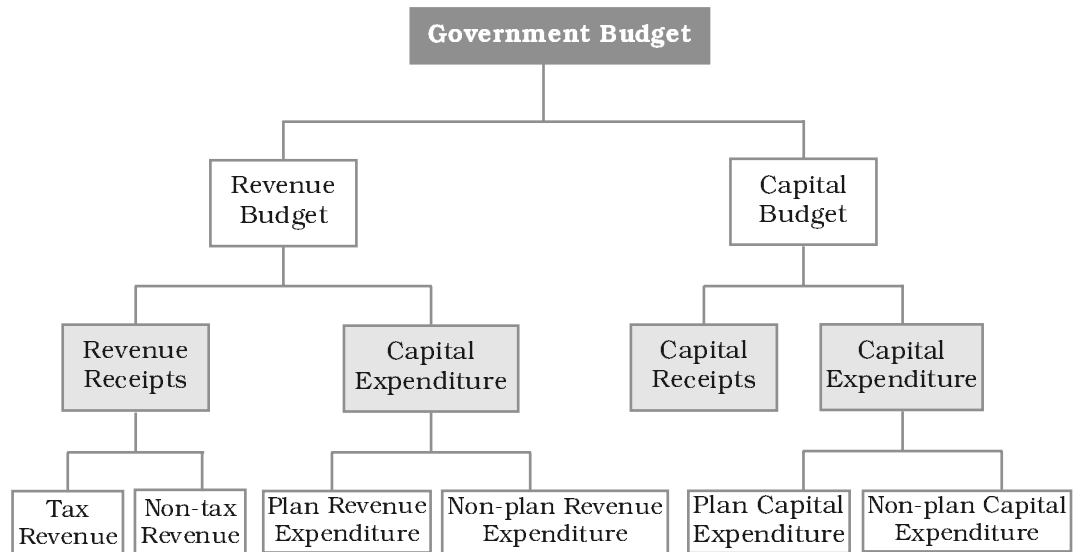 Government Budget
Revenue
Budget
Capital
Budget
Revenue
Receipts
Capital
Expenditure
Capital
Receipts
Capital
Expenditure
Tax
Revenue
Non-tax
Revenue
Plan Revenue
Expenditure
Non-plan Revenue
Expenditure
Plan Capital
Expenditure
Non-plan Capital
Expenditure